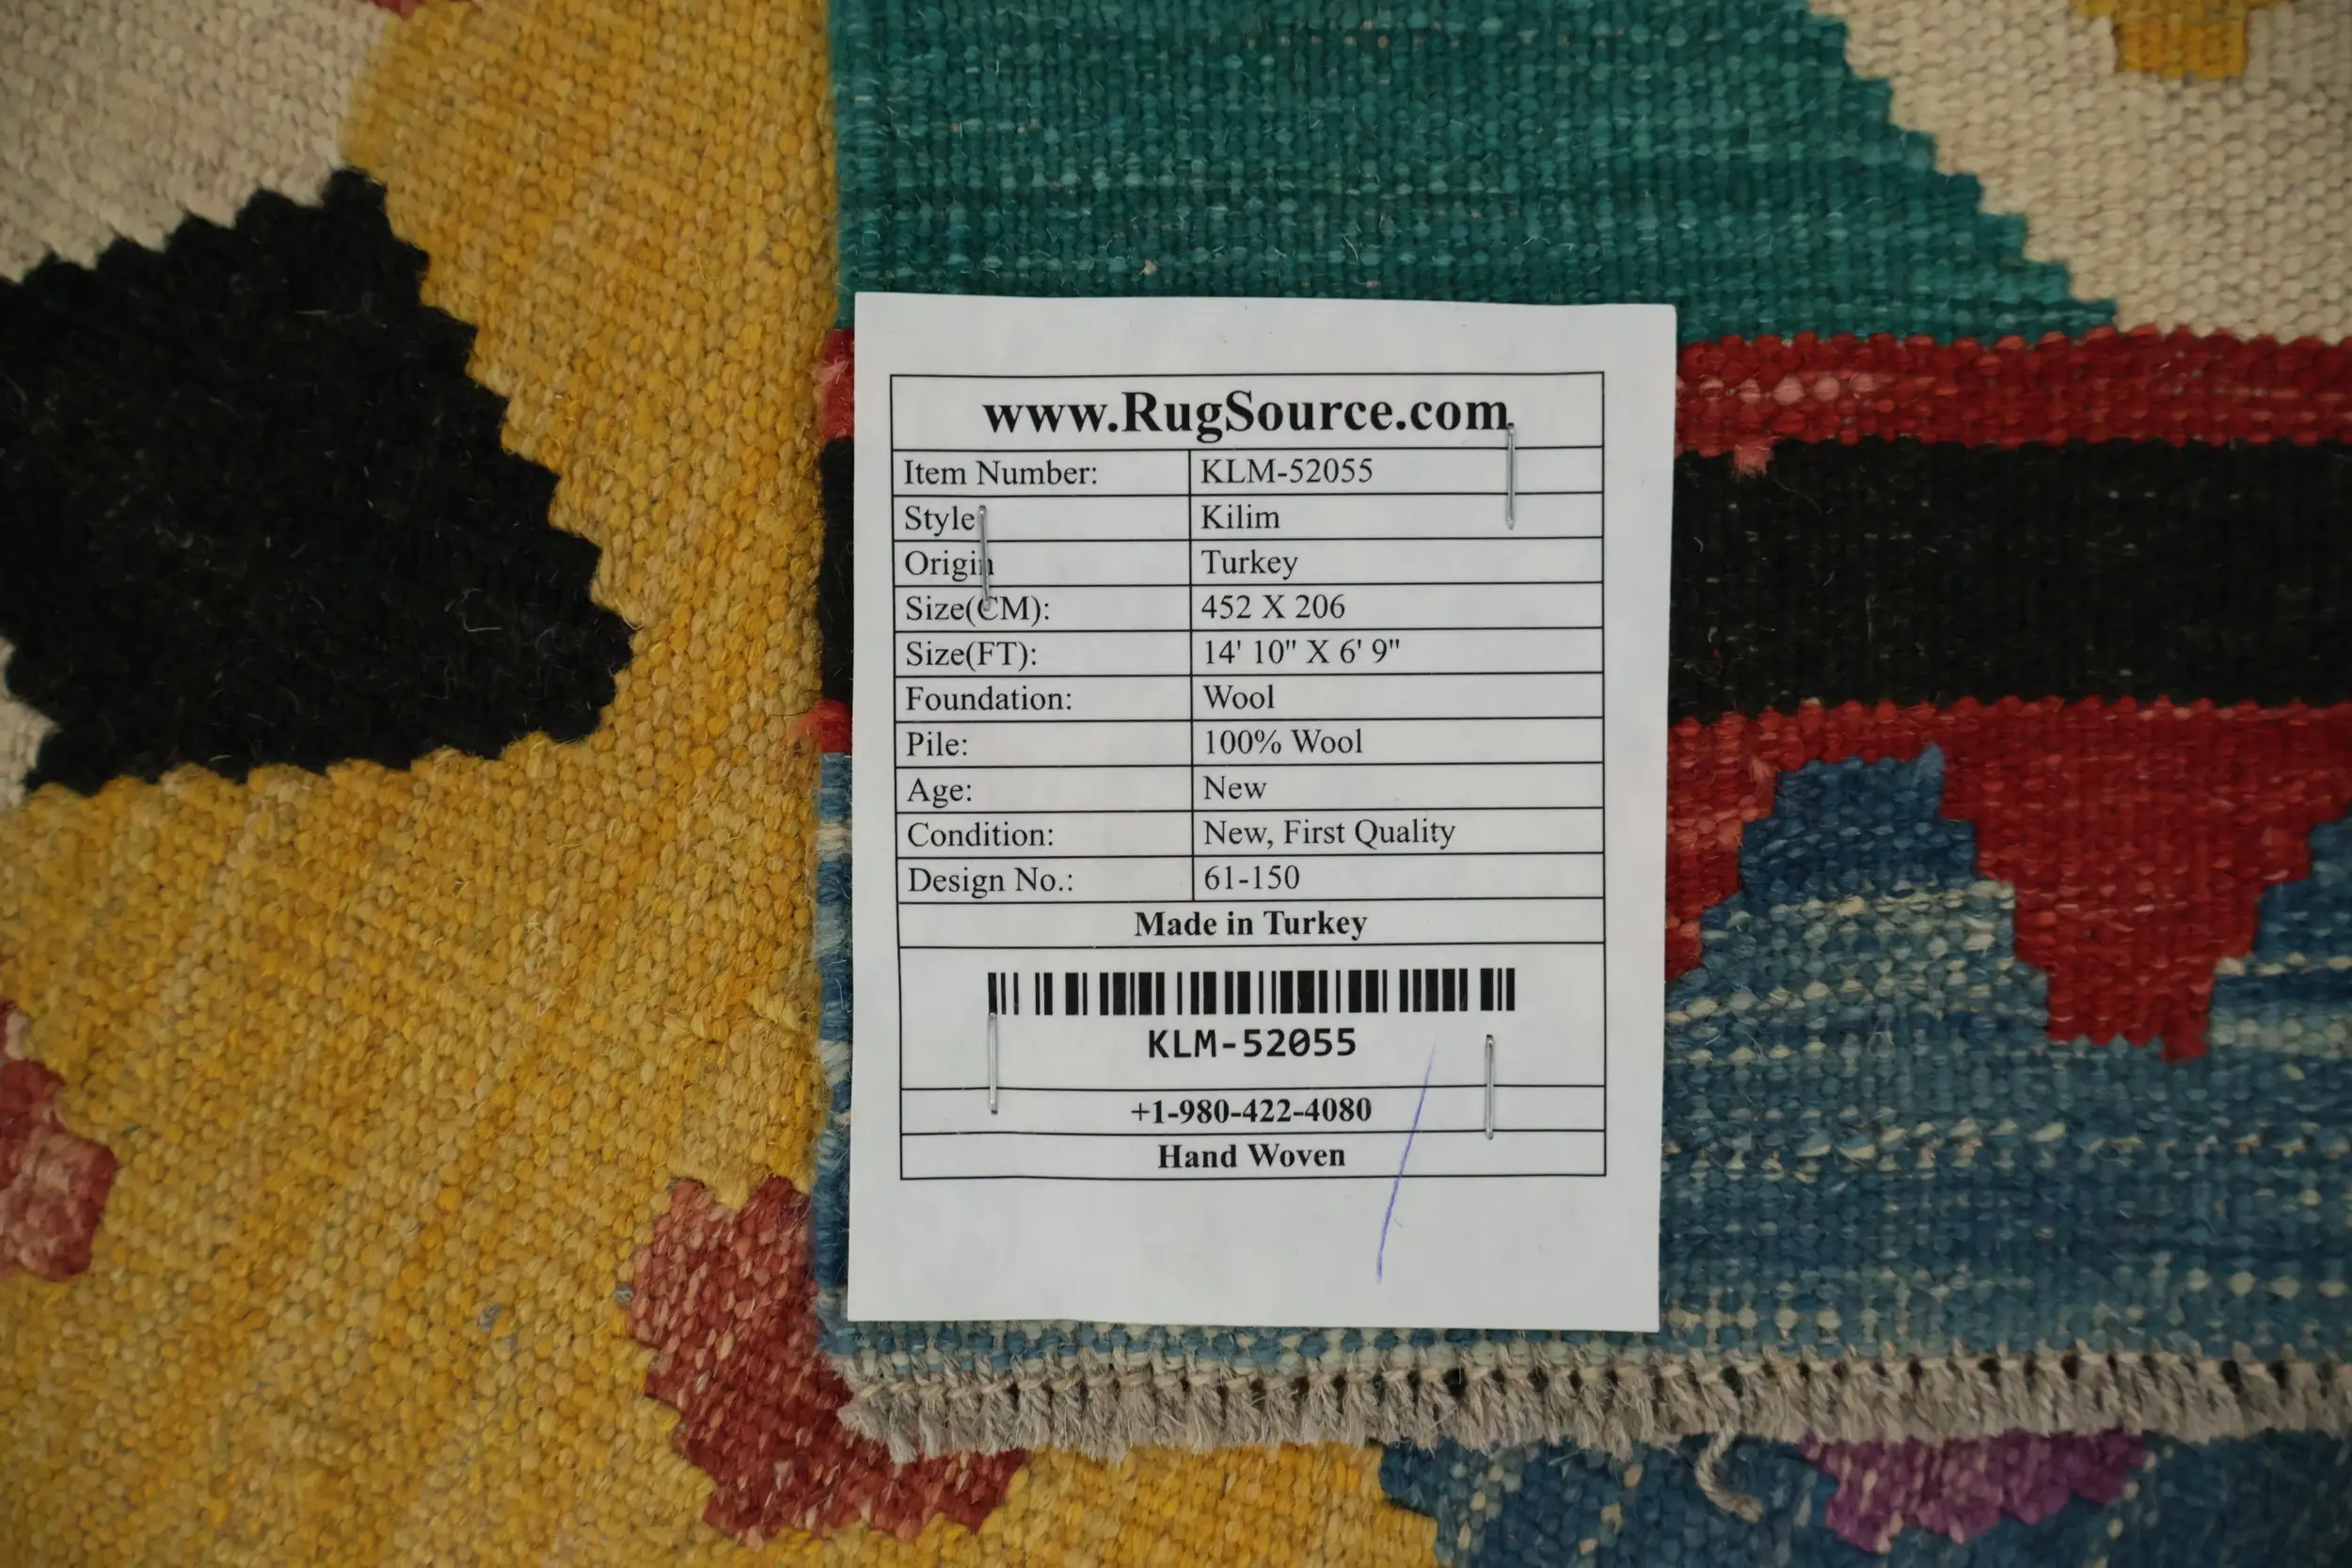 www.RugSource.com
Item Number: KLM-52055
Style Kilim
Origin Turkey
Size(CM): 452 X 206
Size(FT): 14' 10" X 6' 9"
Foundation: Wool
Pile: 100% Wool
Age: New
Condition: New, First Quality
Design No.: 61-150
Made in Turkey
KLM-52055
+1-980-422-4080
Hand Woven